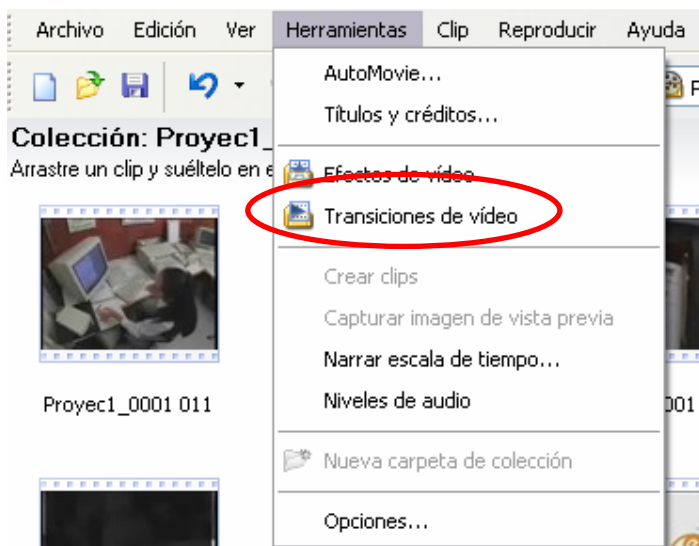 Archivo Edición Ver Herramientas Clip Reproducir Ayuda
AutoMovie...
Títulos y créditos...
P
Colección: Proyec1_
Arrastre un clip y suéltelo en e
Efectos de vídeo
Transiciones de vídeo
Crear clips
Capturar imagen de vista previa
Narrar escala de tiempo...
Niveles de audio
Proyec1_0001 011
001
Nueva carpeta de colección
Opciones...